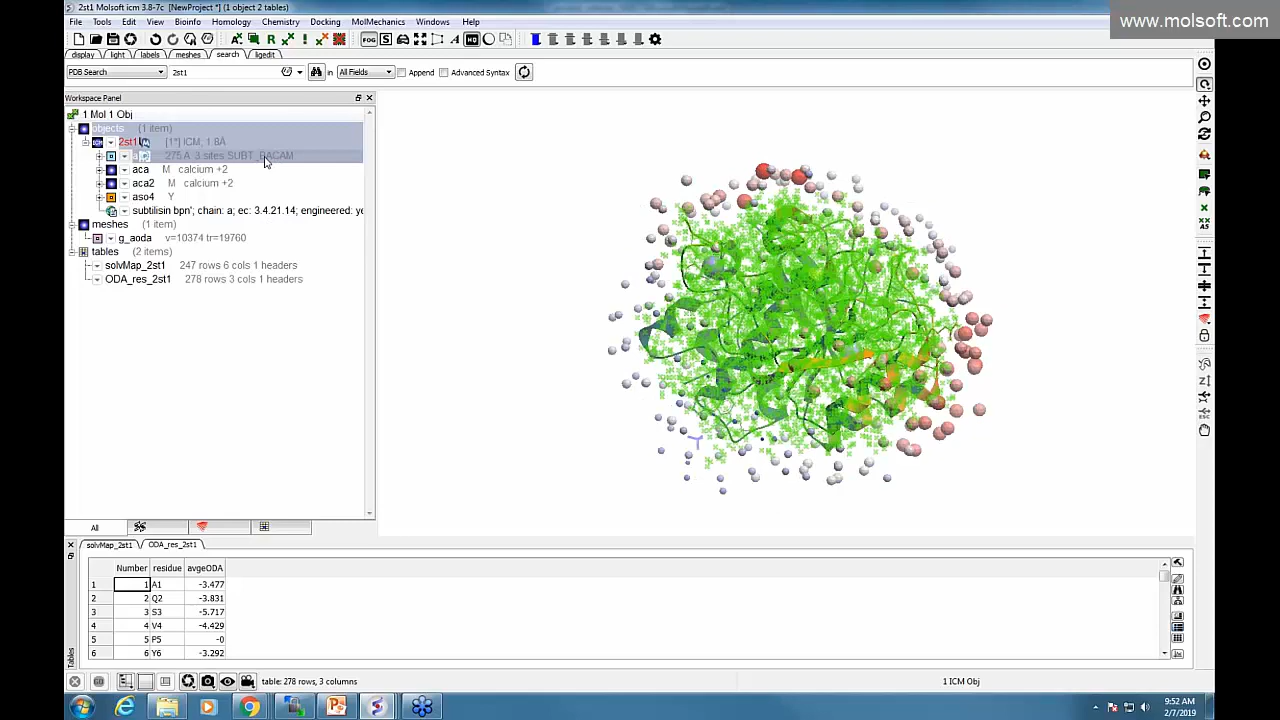 2st1 Molsoft icm 3.8-7c [NewProject *] (1 object 2 tables)
www.molsoft.com
File Tools Edit View Bioinfo Homology Chemistry Docking MolMechanics Windows Help
FOG S A HD
display light labels meshes search ligedit
PDB Search 2st1 in All Fields Append Advanced Syntax
Workspace Panel
1 Mol 1 Obj
objects (1 item)
2st1 [1*] ICM, 1.8Å
275 A 3 sites SUBT_BACAM
aca M calcium +2
aca2 M calcium +2
aso4 Y
subtilisin bpn'; chain: a; ec: 3.4.21.14; engineered: ye
meshes (1 item)
g_aoda v=10374 tr=19760
tables (2 items)
solvMap_2st1 247 rows 6 cols 1 headers
ODA_res_2st1 278 rows 3 cols 1 headers
All
solvMap_2st1 ODA_res_2st1
Number residue avgeODA
1 1 A1 -3.477
2 2 Q2 -3.831
3 3 S3 -5.717
4 4 V4 -4.429
5 5 P5 -0
6 6 Y6 -3.292
Tables
table: 278 rows, 3 columns
1 ICM Obj
9:52 AM
2/7/2019